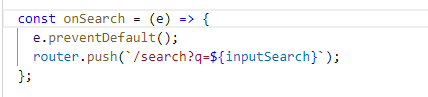 const onSearch = (e) => {
  e.preventDefault();
  router.push(`/search?q=${inputSearch}`);
};